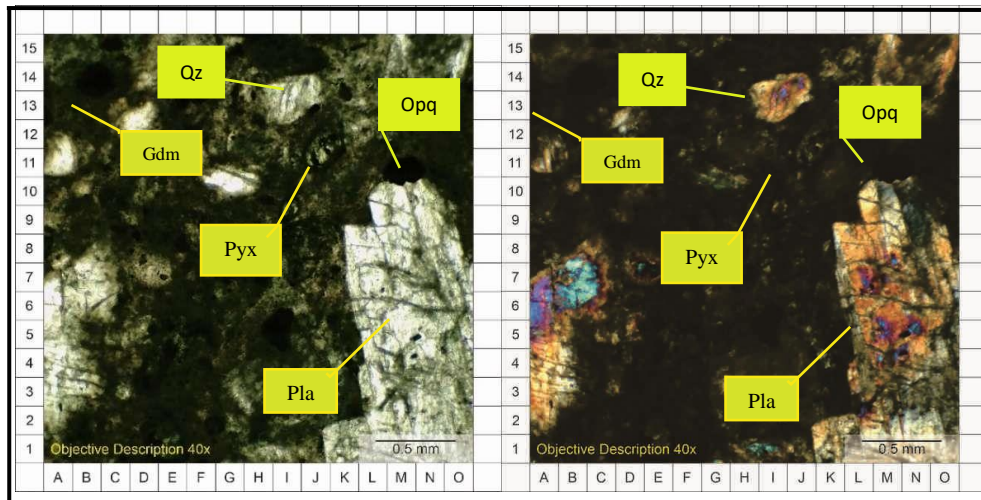 15
14
13
12
11
10
9
8
7
6
5
4
3
2
1
Qz
Opq
Gdm
Pyx
Pla
Objective Description 40x
0.5 mm
A B C D E F G H I J K L M N O
15
14
13
12
11
10
9
8
7
6
5
4
3
2
1
Qz
Opq
Gdm
Pyx
Pla
Objective Description 40x
0.5 mm
A B C D E F G H I J K L M N O